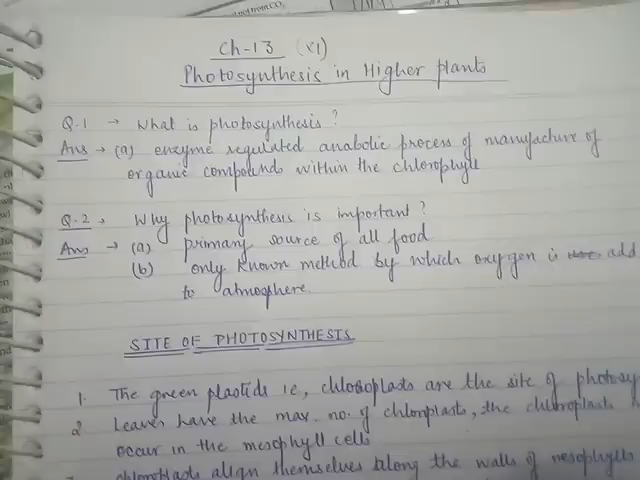 Ch-13 (XI)
Photosynthesis in Higher plants
Q.1 → What is photosynthesis?
Ans → (a) enzyme regulated anabolic process of manufacture of
organic compounds within the chlorophyll
Q.2 → Why photosynthesis is important?
Ans → (a) primary source of all food
(b) only known method by which oxygen is add
to atmosphere.
SITE OF PHOTOSYNTHESIS
1. The green plastids ie, chloroplasts are the site of photosy
2 Leaves have the max. no. of chloroplasts, the chloroplasts
occur in the mesophyll cells
chloroplasts align themselves along the walls of mesophylls